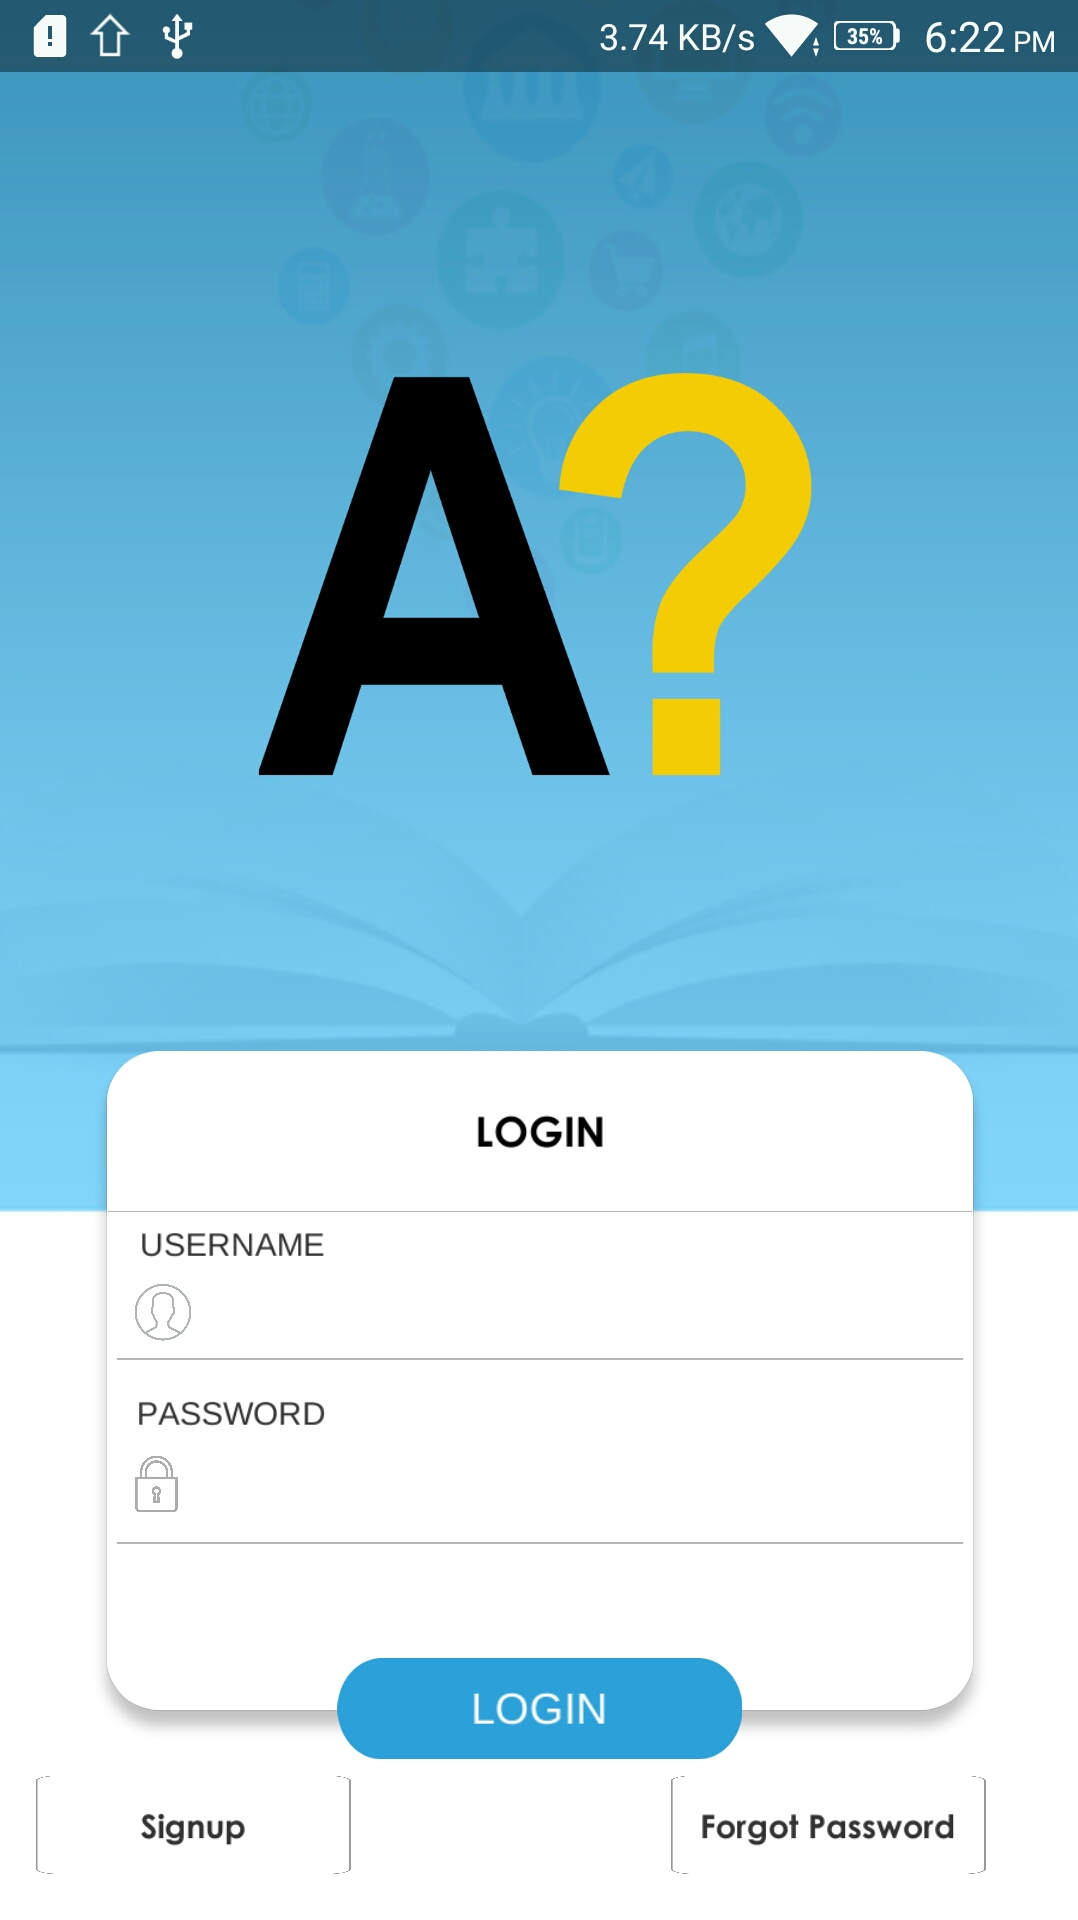 3.74 KB/s 35% 6:22 PM
A?
LOGIN
USERNAME
PASSWORD
LOGIN
Signup Forgot Password